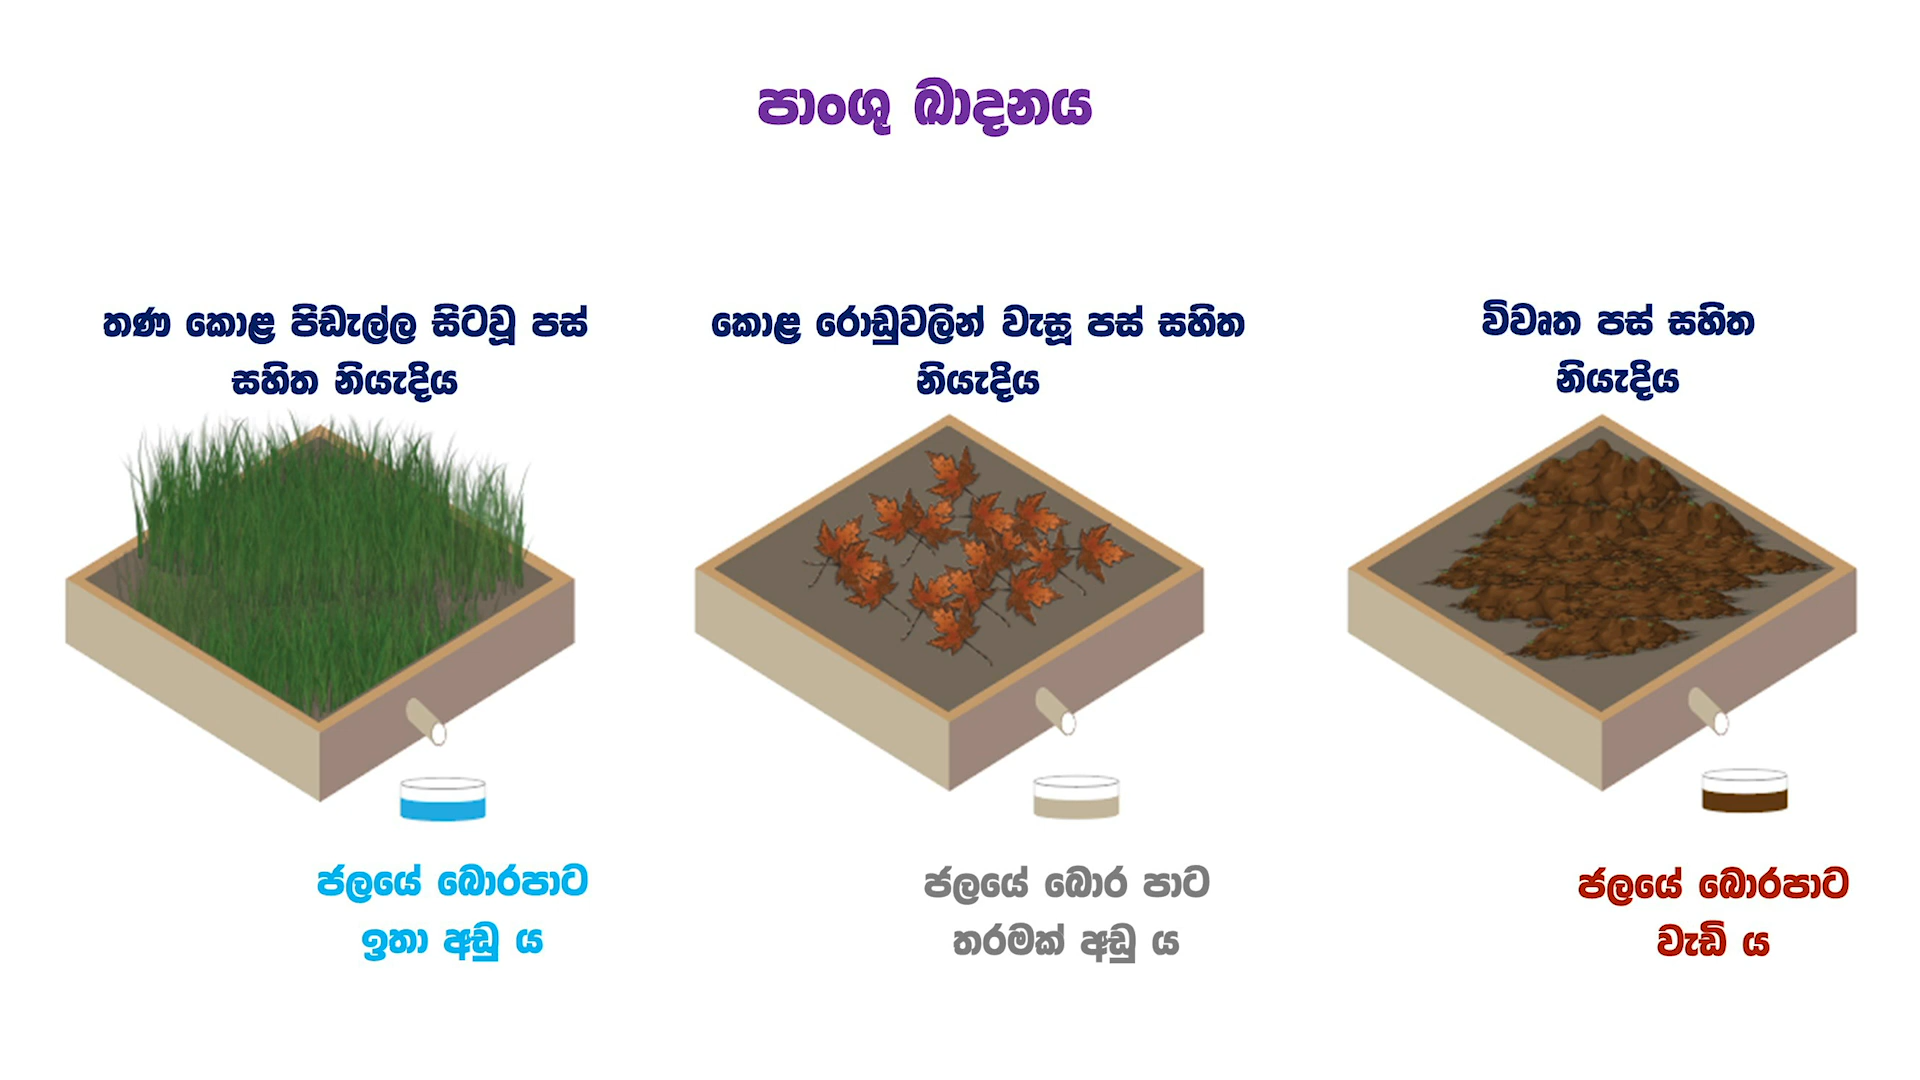 පාංශු ඛාදනය
තණ කොළ පිඩැල්ල සිටවූ පස්
සහිත නියැදිය
කොළ රොඩුවලින් වැසූ පස් සහිත
නියැදිය
විවෘත පස් සහිත
නියැදිය
ජලයේ බොරපාට
ඉතා අඩු ය
ජලයේ බොර පාට
තරමක් අඩු ය
ජලයේ බොරපාට
වැඩි ය